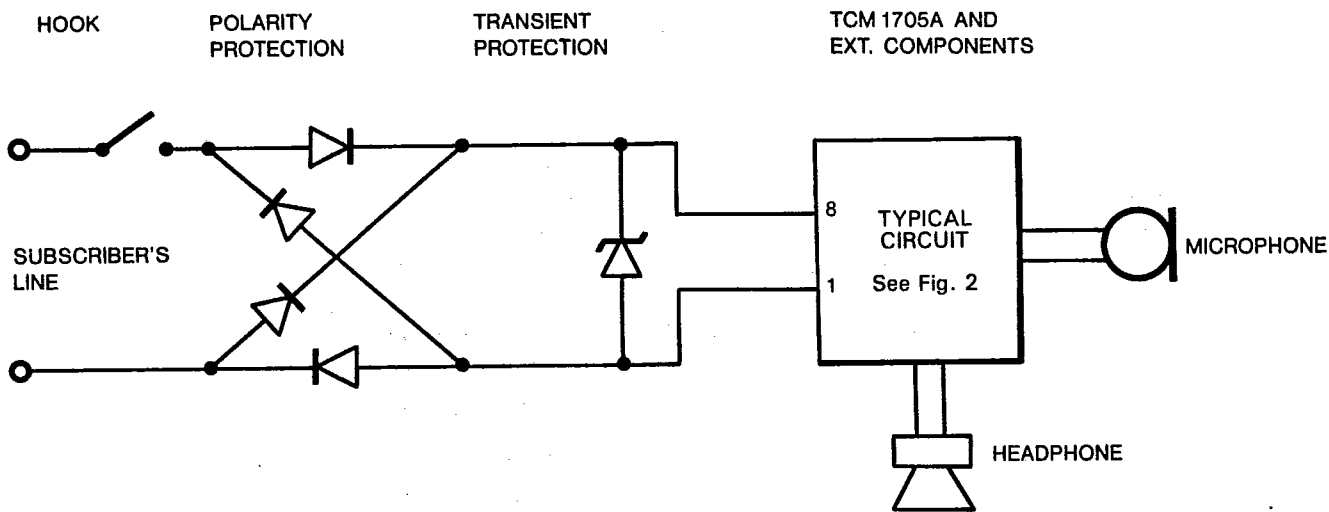 HOOK
POLARITY
PROTECTION
TRANSIENT
PROTECTION
TCM 1705A AND
EXT. COMPONENTS
SUBSCRIBER'S
LINE
8
1
TYPICAL
CIRCUIT
See Fig. 2
MICROPHONE
HEADPHONE